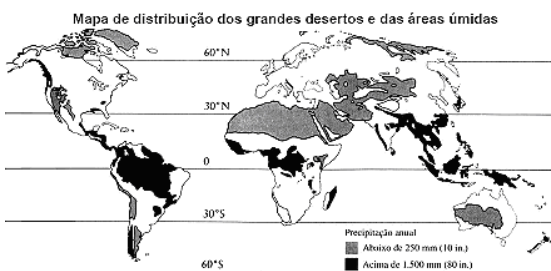 Mapa de distribuição dos grandes desertos e das áreas úmidas
60°N
30°N
0
30°S
60°S
Precipitação anual
Abaixo de 250 mm (10 in.)
Acima de 1.500 mm (80 in.)